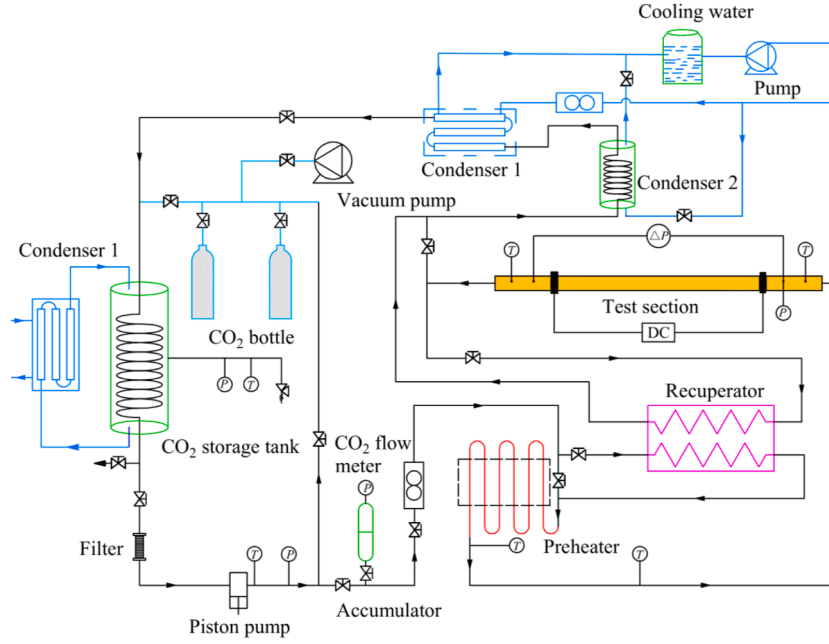 Cooling water
Pump
Condenser 1
Condenser 2
Vacuum pump
△P
T
T
Condenser 1
Test section
P
CO₂ bottle
DC
P
T
Recuperator
CO₂ storage tank
CO₂ flow
meter
P
Filter
T
Preheater
T
P
T
Accumulator
Piston pump